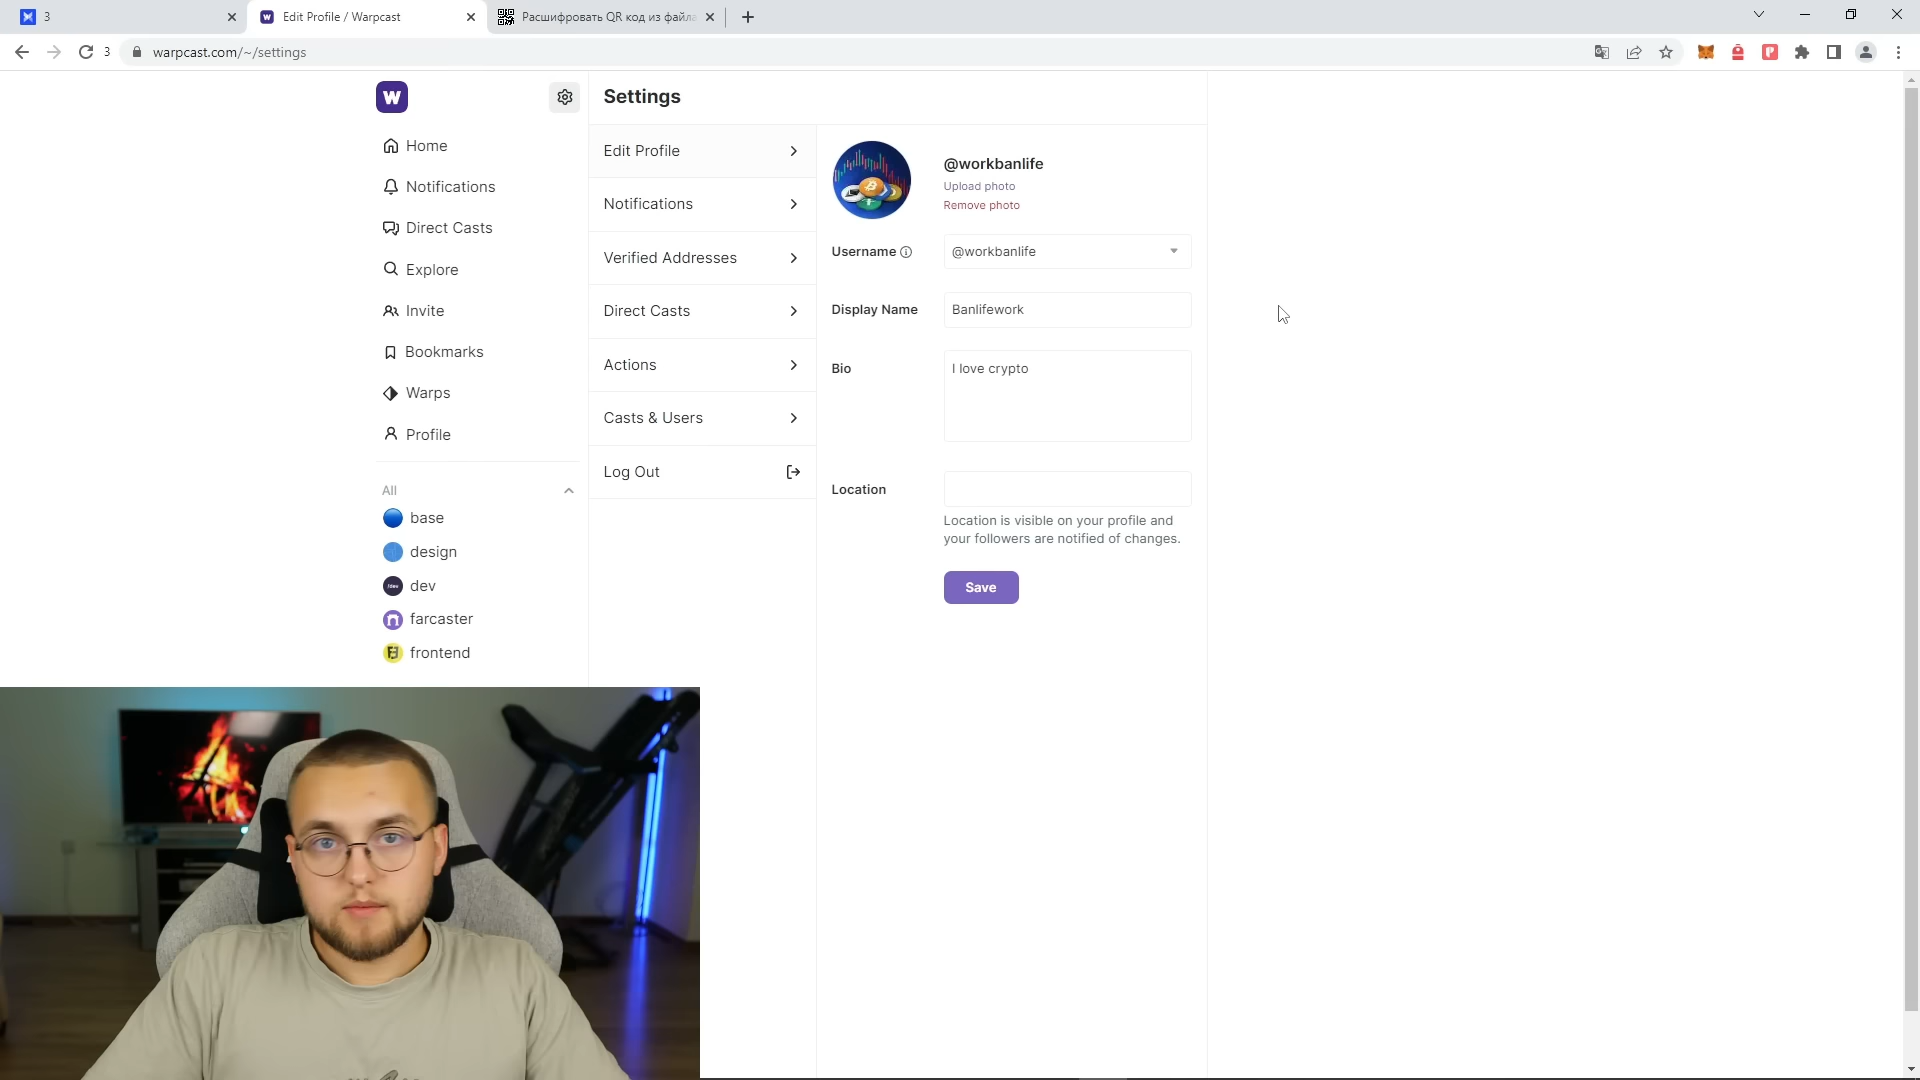 3
Edit Profile / Warpcast
Расшифровать QR код из файла
3
warpcast.com/~/settings
W
Settings
Home
Notifications
Direct Casts
Explore
Invite
Bookmarks
Warps
Profile
All
base
design
dev
farcaster
frontend
Edit Profile
Notifications
Verified Addresses
Direct Casts
Actions
Casts & Users
Log Out
@workbanlife
Upload photo
Remove photo
Username
@workbanlife
Display Name
Banlifework
Bio
I love crypto
Location
Location is visible on your profile and
your followers are notified of changes.
Save